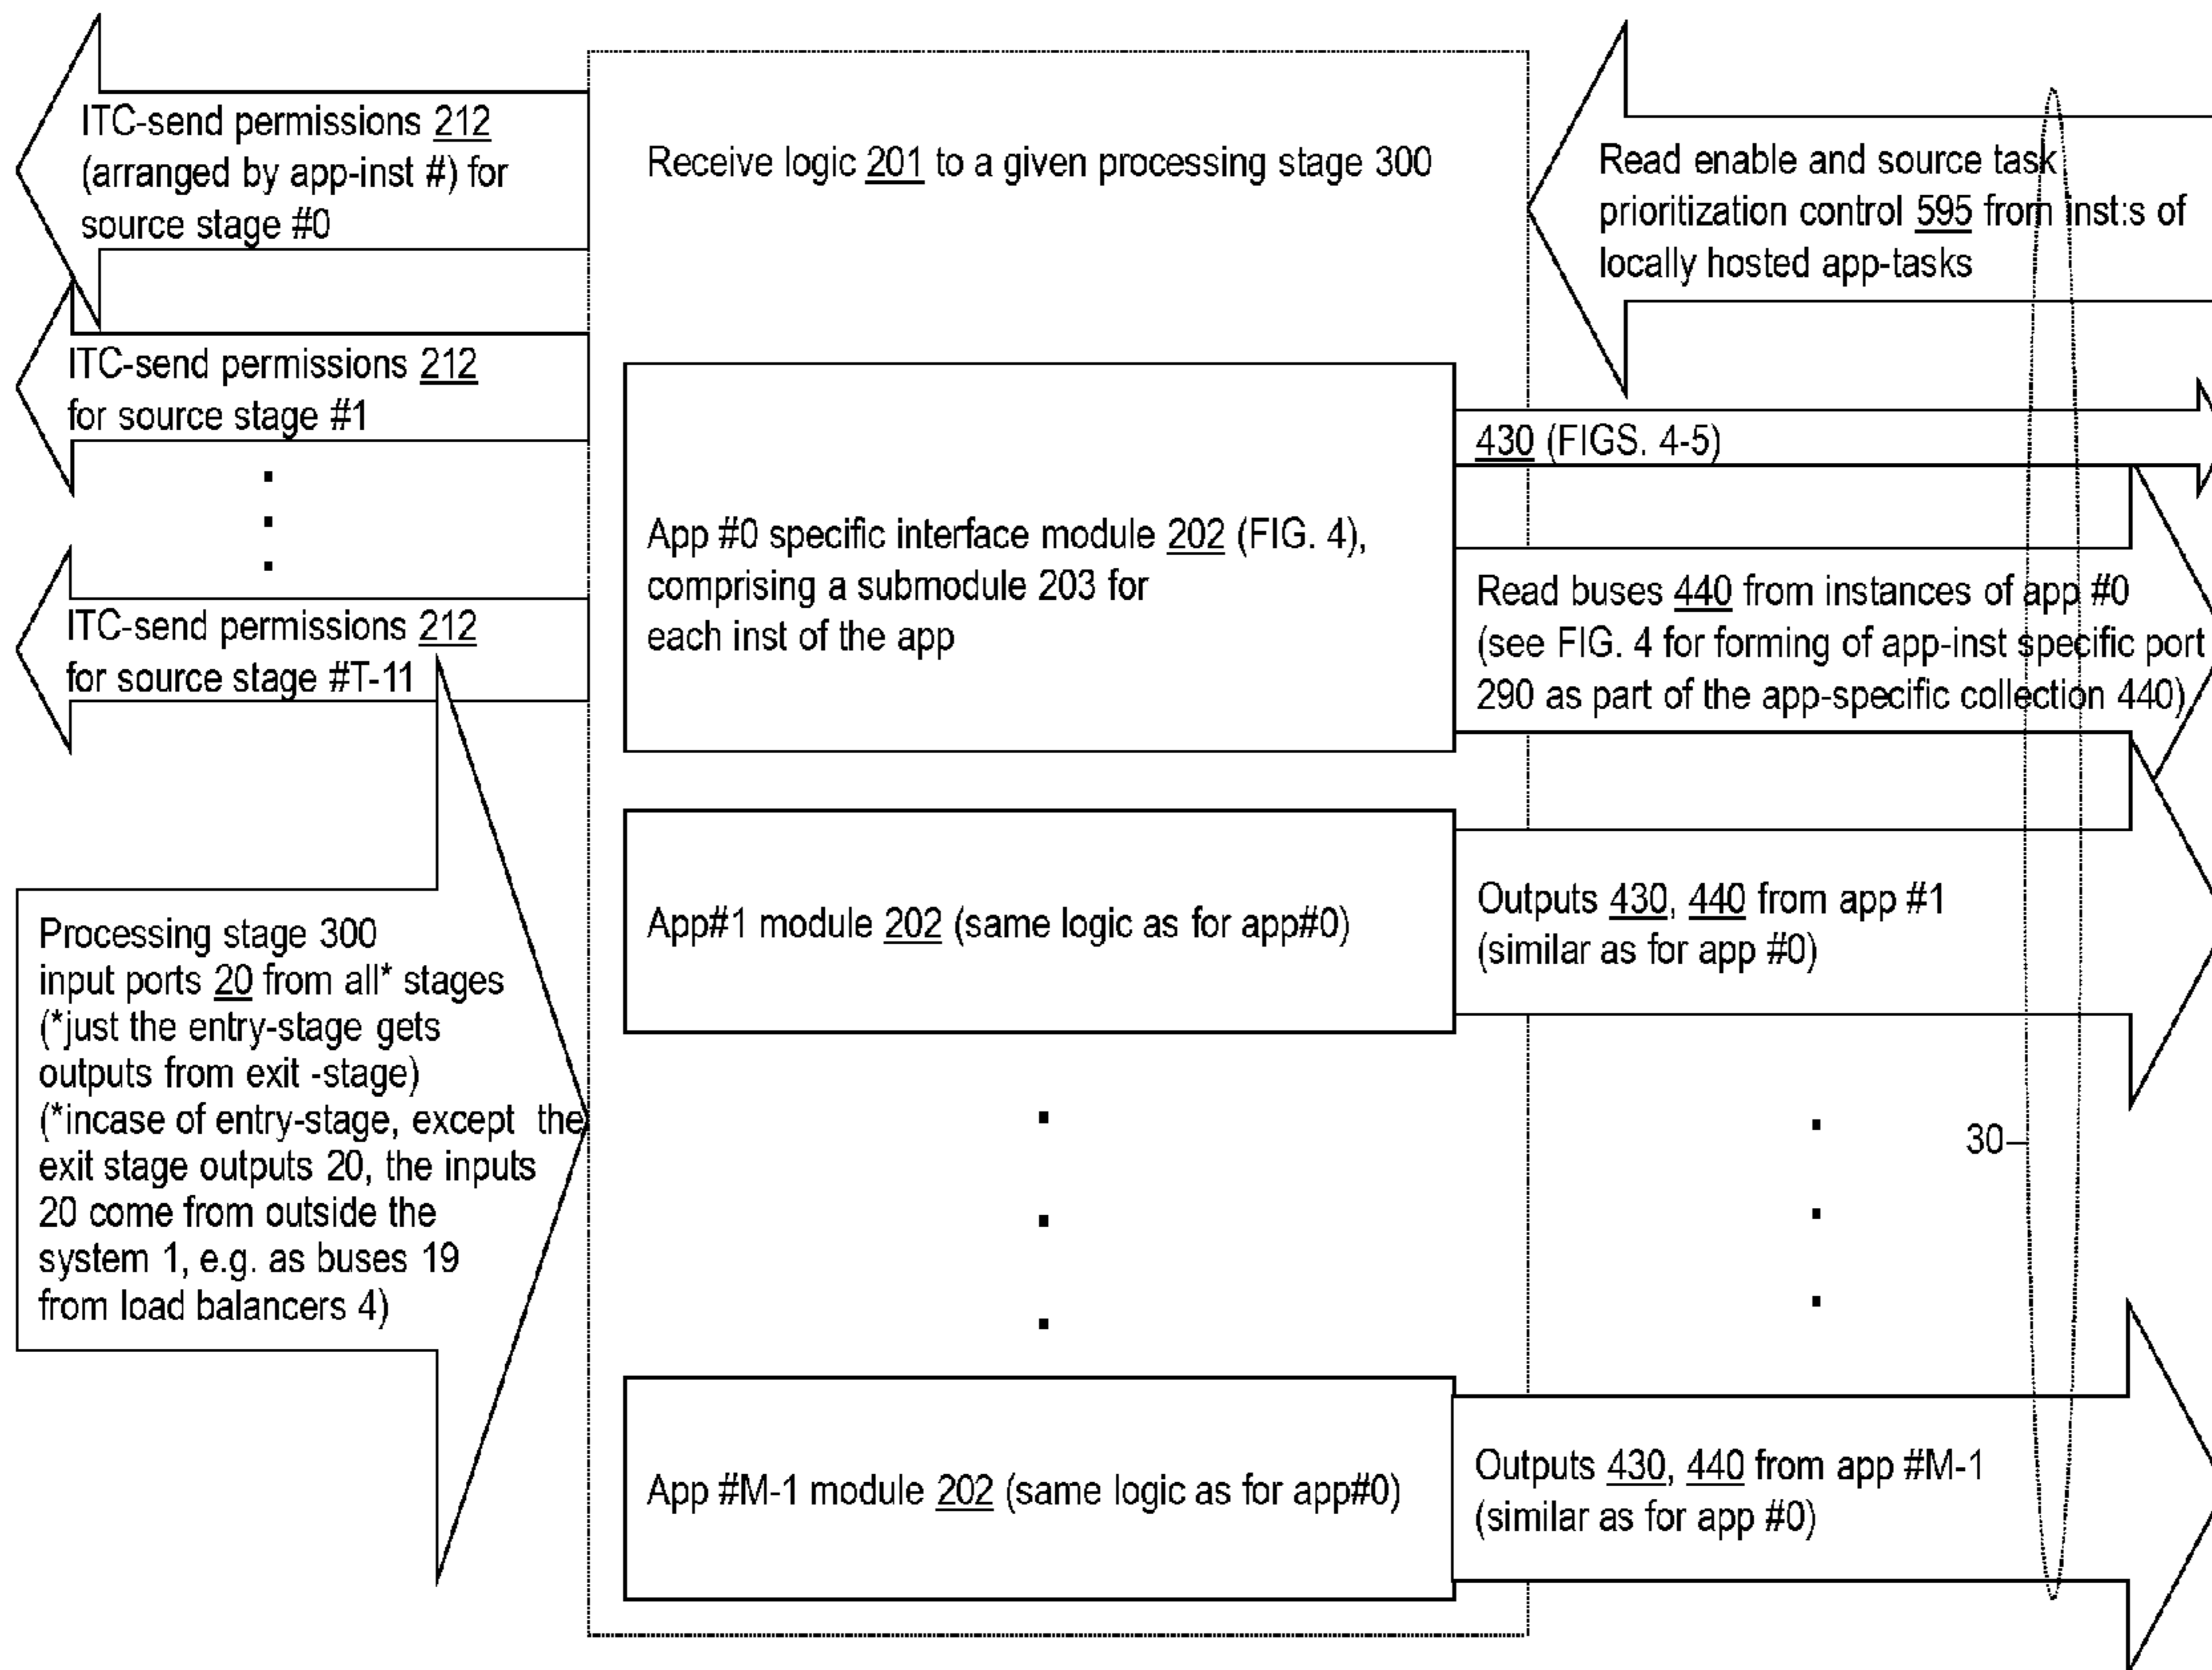 ITC-send permissions 212
(arranged by app-inst #) for
source stage #0
ITC-send permissions 212
for source stage #1
ITC-send permissions 212
for source stage #T-11
Processing stage 300
input ports 20 from all* stages
(*just the entry-stage gets
outputs from exit -stage)
(*incase of entry-stage, except the
exit stage outputs 20, the inputs
20 come from outside the
system 1, e.g. as buses 19
from load balancers 4)
Receive logic 201 to a given processing stage 300
App #0 specific interface module 202 (FIG. 4),
comprising a submodule 203 for
each inst of the app
App#1 module 202 (same logic as for app#0)
App #M-1 module 202 (same logic as for app#0)
Read enable and source task
prioritization control 595 from inst:s of
locally hosted app-tasks
430 (FIGS. 4-5)
Read buses 440 from instances of app #0
(see FIG. 4 for forming of app-inst specific port
290 as part of the app-specific collection 440)
Outputs 430, 440 from app #1
(similar as for app #0)
30
Outputs 430, 440 from app #M-1
(similar as for app #0)